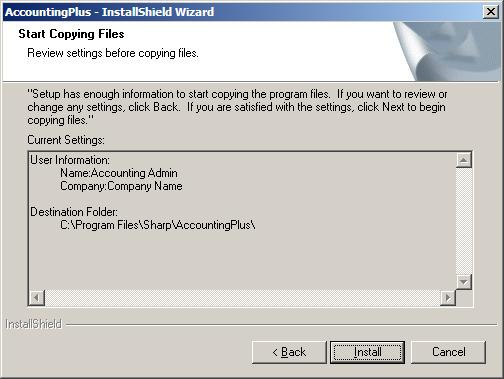 AccountingPlus - InstallShield Wizard
Start Copying Files
Review settings before copying files.
"Setup has enough information to start copying the program files. If you want to review or
change any settings, click Back. If you are satisfied with the settings, click Next to begin
copying files."
Current Settings:
User Information:
Name:Accounting Admin
Company:Company Name
Destination Folder:
C:\Program Files\Sharp\AccountingPlus\
InstallShield
< Back
Install
Cancel